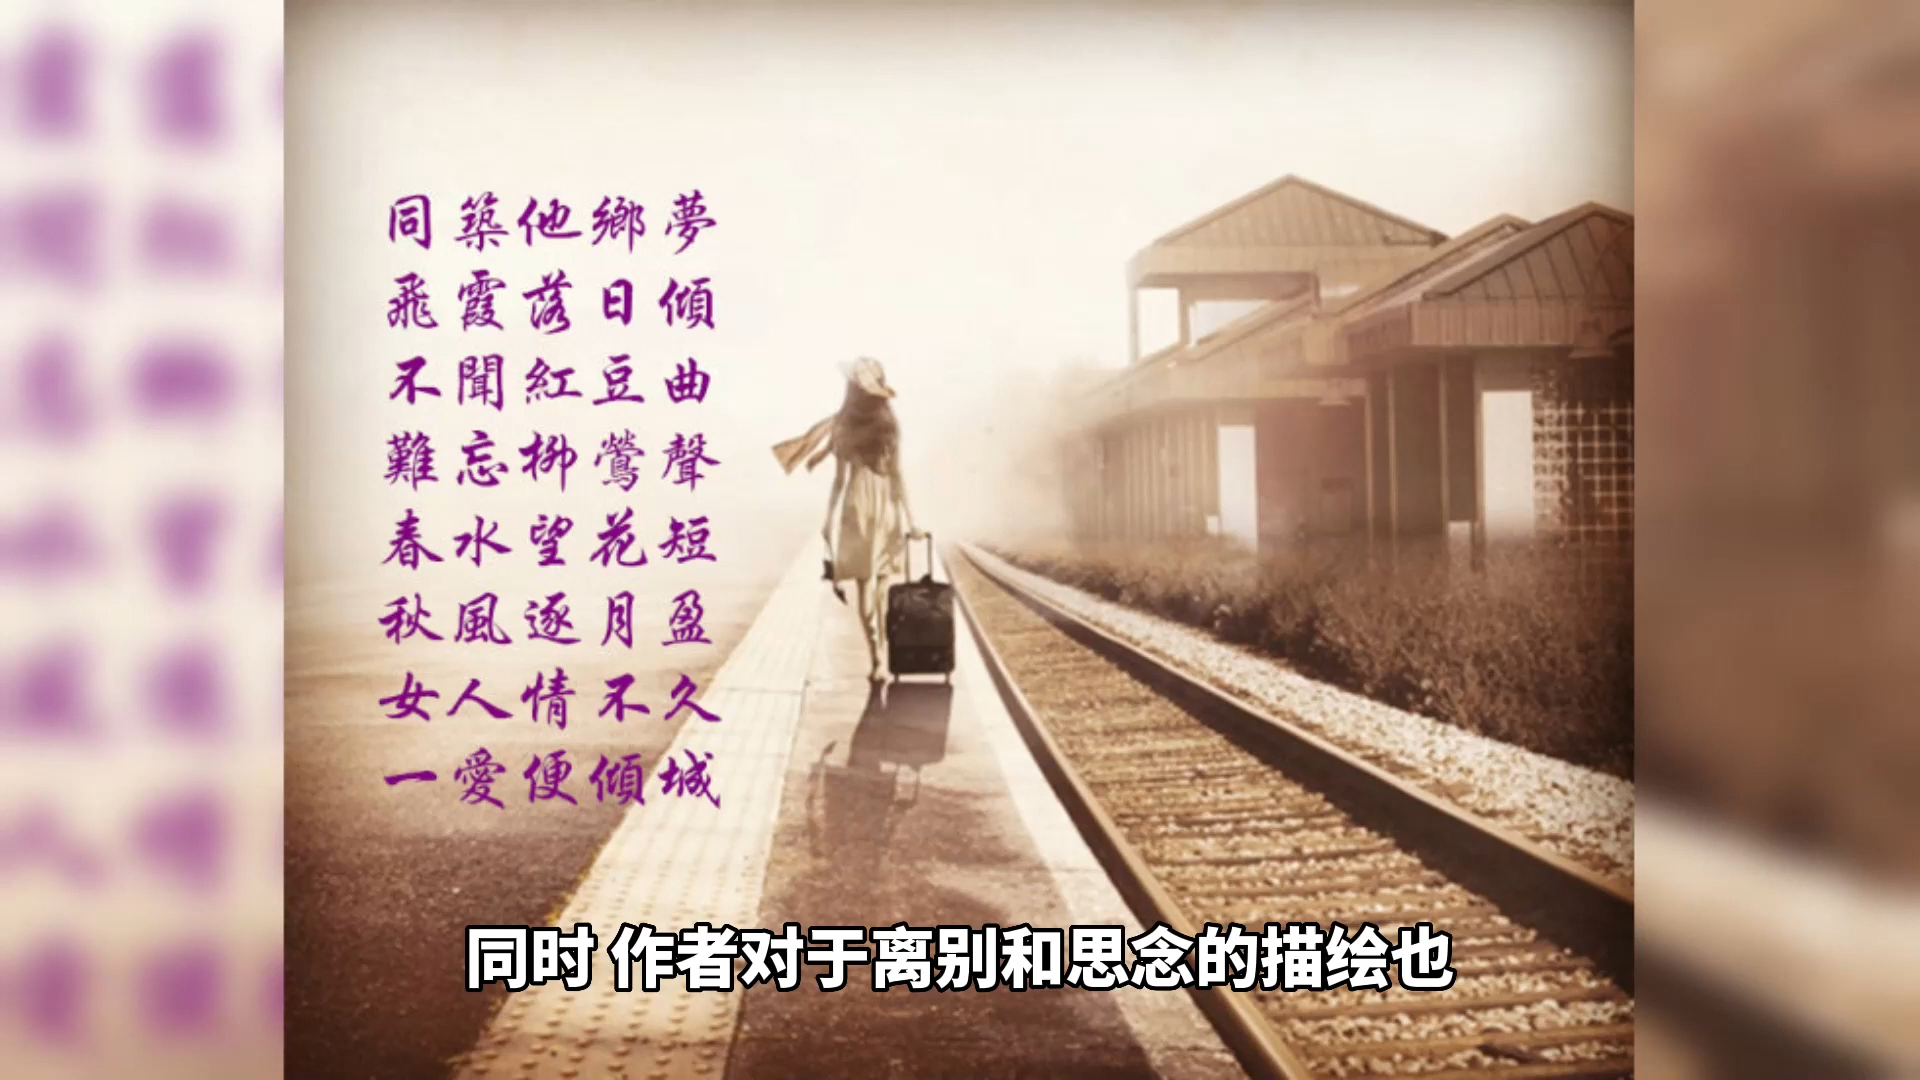 同築他鄉夢
飛霞落日傾
不聞紅豆曲
難忘柳鶯聲
春水望花短
秋風逐月盈
女人情不久
一愛便傾城
同时 作者对于离别和思念的描绘也